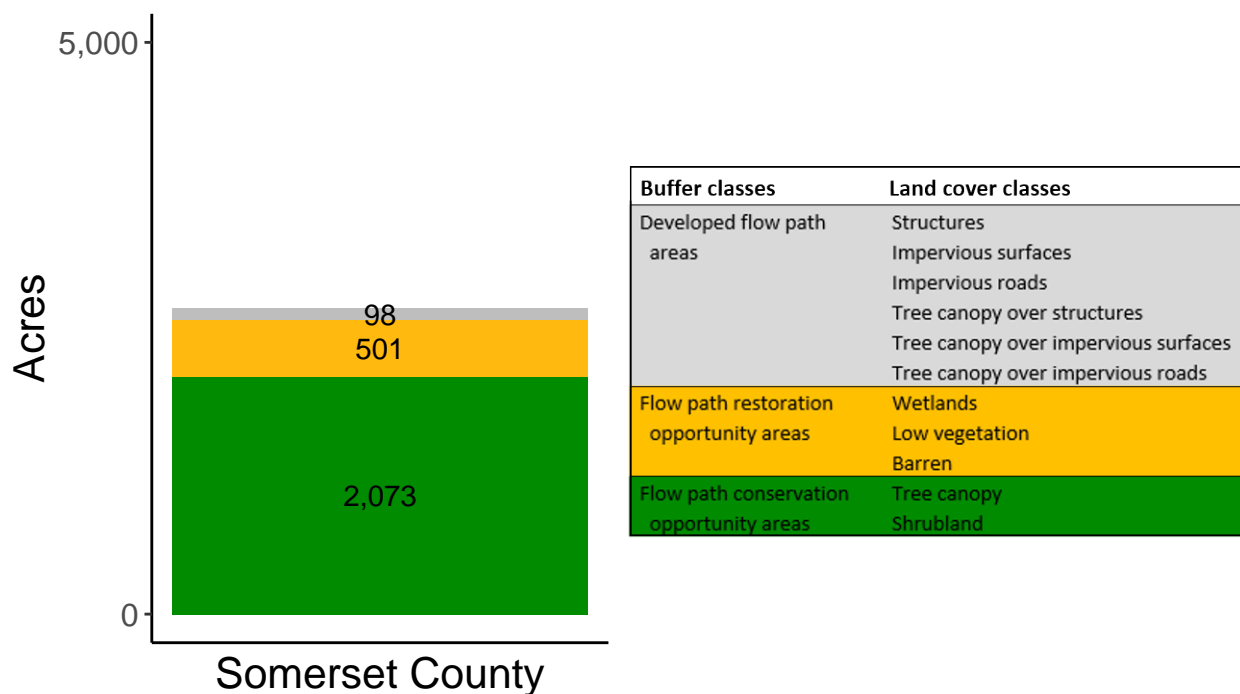 5,000
0
Acres
98
501
2,073
Somerset County
Buffer classes Land cover classes
Developed flow path Structures
areas Impervious surfaces
Impervious roads
Tree canopy over structures
Tree canopy over impervious surfaces
Tree canopy over impervious roads
Flow path restoration Wetlands
opportunity areas Low vegetation
Barren
Flow path conservation Tree canopy
opportunity areas Shrubland